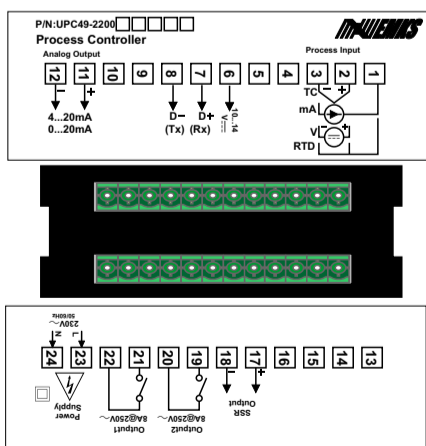 P/N:UPC49-2200
Process Controller
Analog Output
Process Input
12 11 10 9 8 7 6 5 4 3 2 1
− + D− D+ 10...14 V − +
4...20mA
0...20mA
(Tx) (Rx)
TC
mA
V − +
RTD
230V~
50/60Hz
N L
24 23 22 21 20 19 18 17 16 15 14 13
− +
Power Supply
8A@250V~
Output1
8A@250V~
Output2
SSR Output